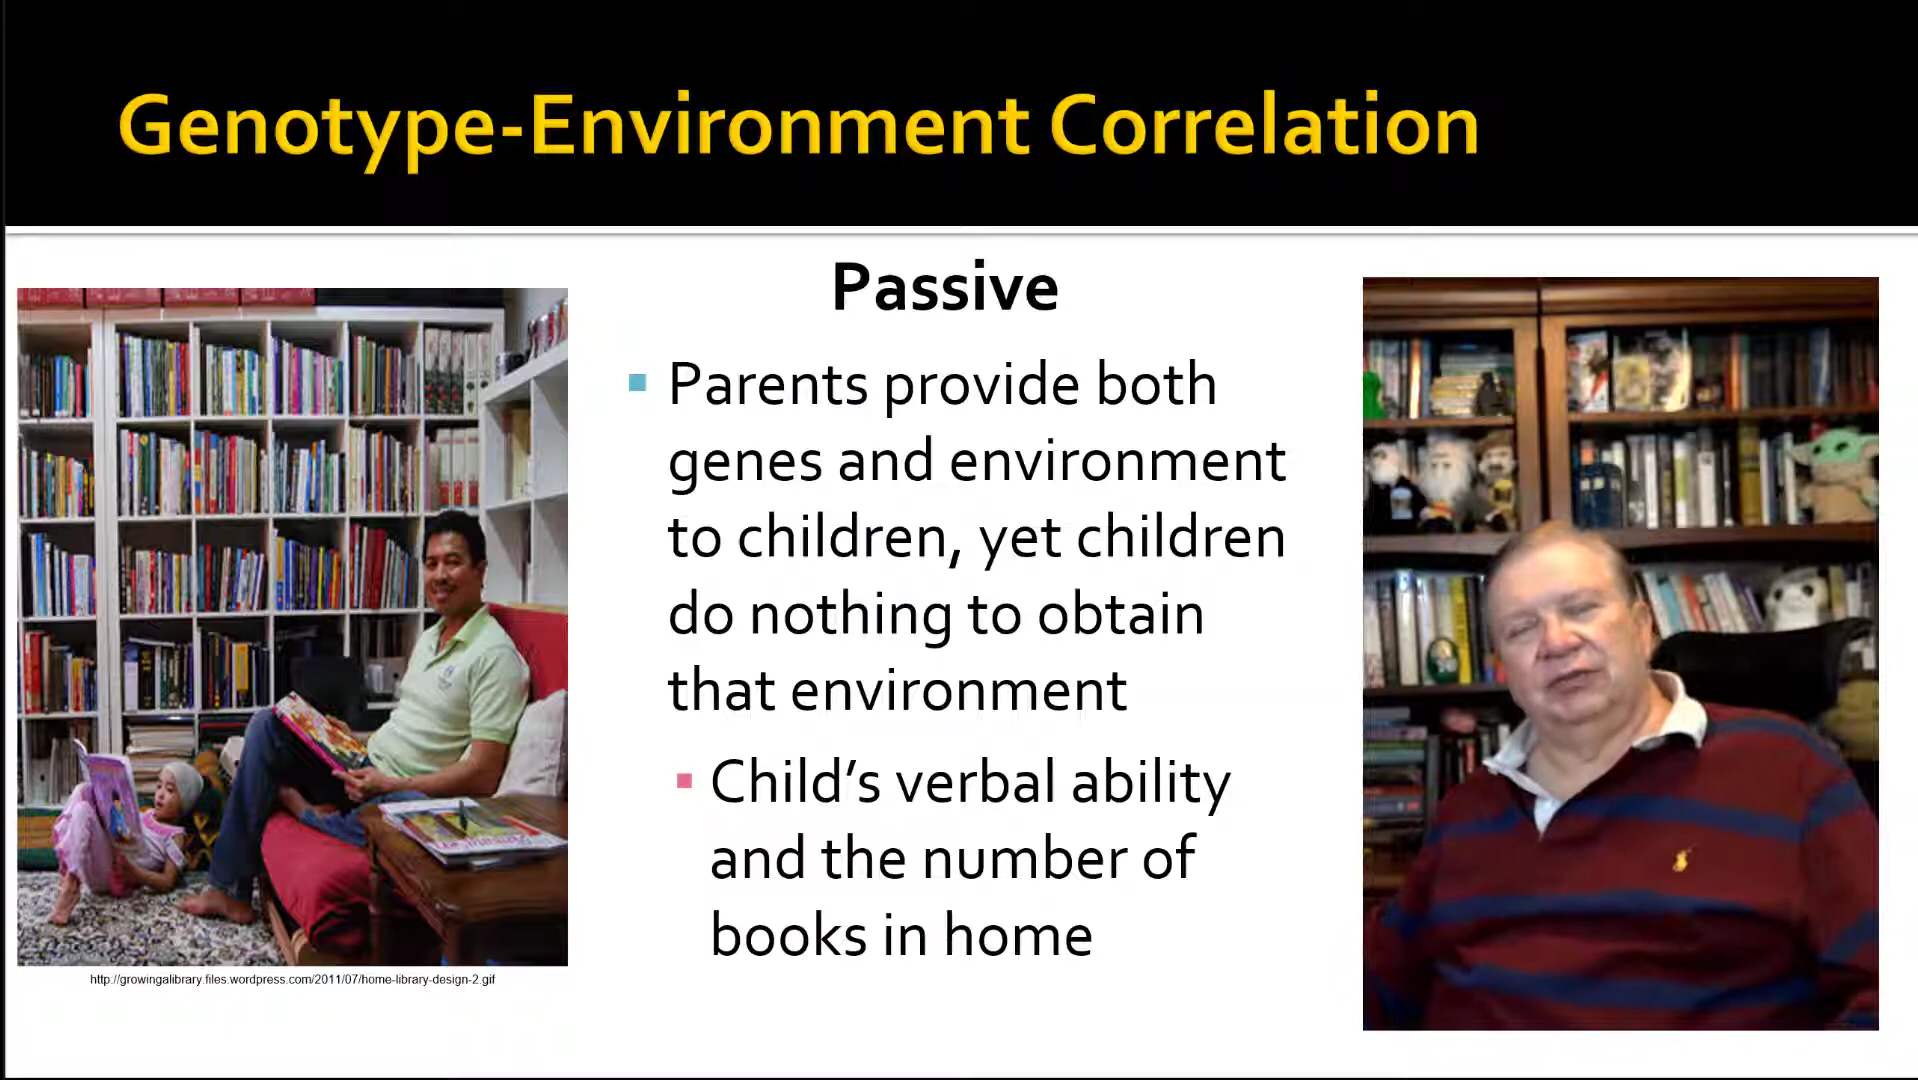 Genotype-Environment Correlation
Passive
Parents provide both
genes and environment
to children, yet children
do nothing to obtain
that environment
Child's verbal ability
and the number of
books in home
http://growingalibrary.files.wordpress.com/2011/07/home-library-design-2.gif